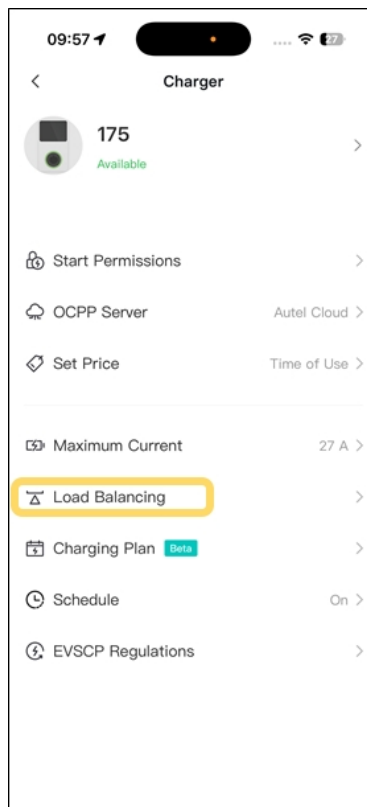 09:57
27
Charger
175
Available
Start Permissions
OCPP Server Autel Cloud
Set Price Time of Use
Maximum Current 27 A
Load Balancing
Charging Plan Beta
Schedule On
EVSCP Regulations